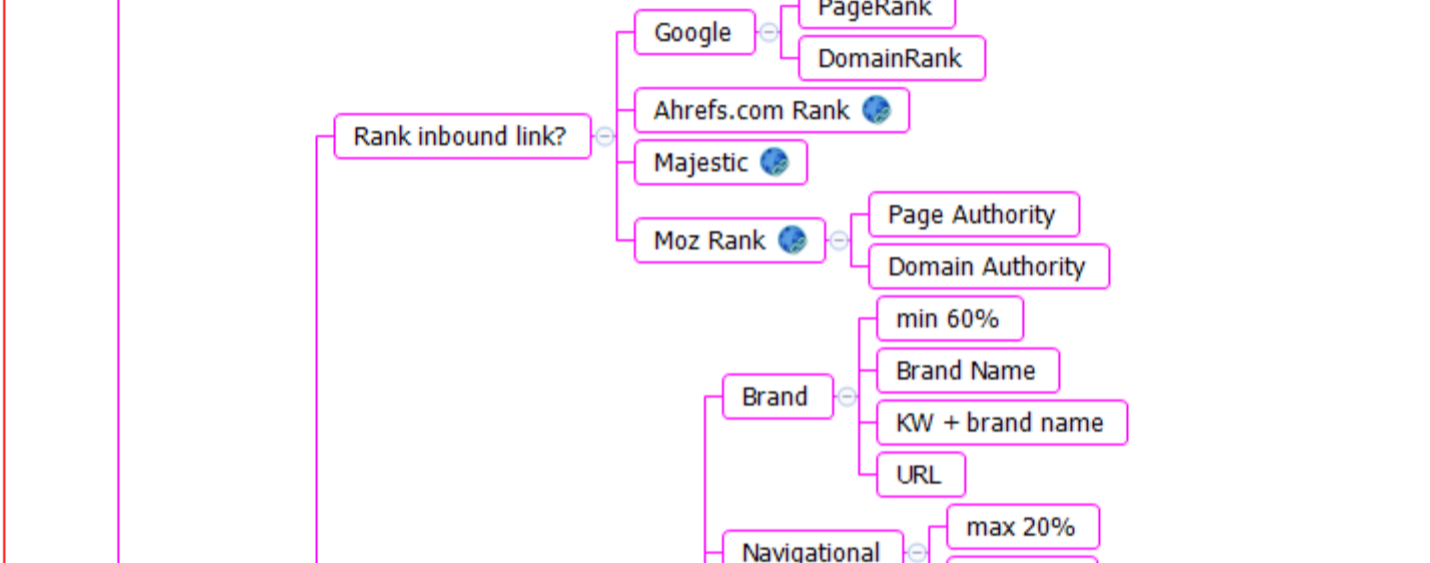 PageRank
Google
DomainRank
Ahrefs.com Rank
Rank inbound link?
Majestic
Page Authority
Moz Rank
Domain Authority
min 60%
Brand Name
Brand
KW + brand name
URL
max 20%
Navigational